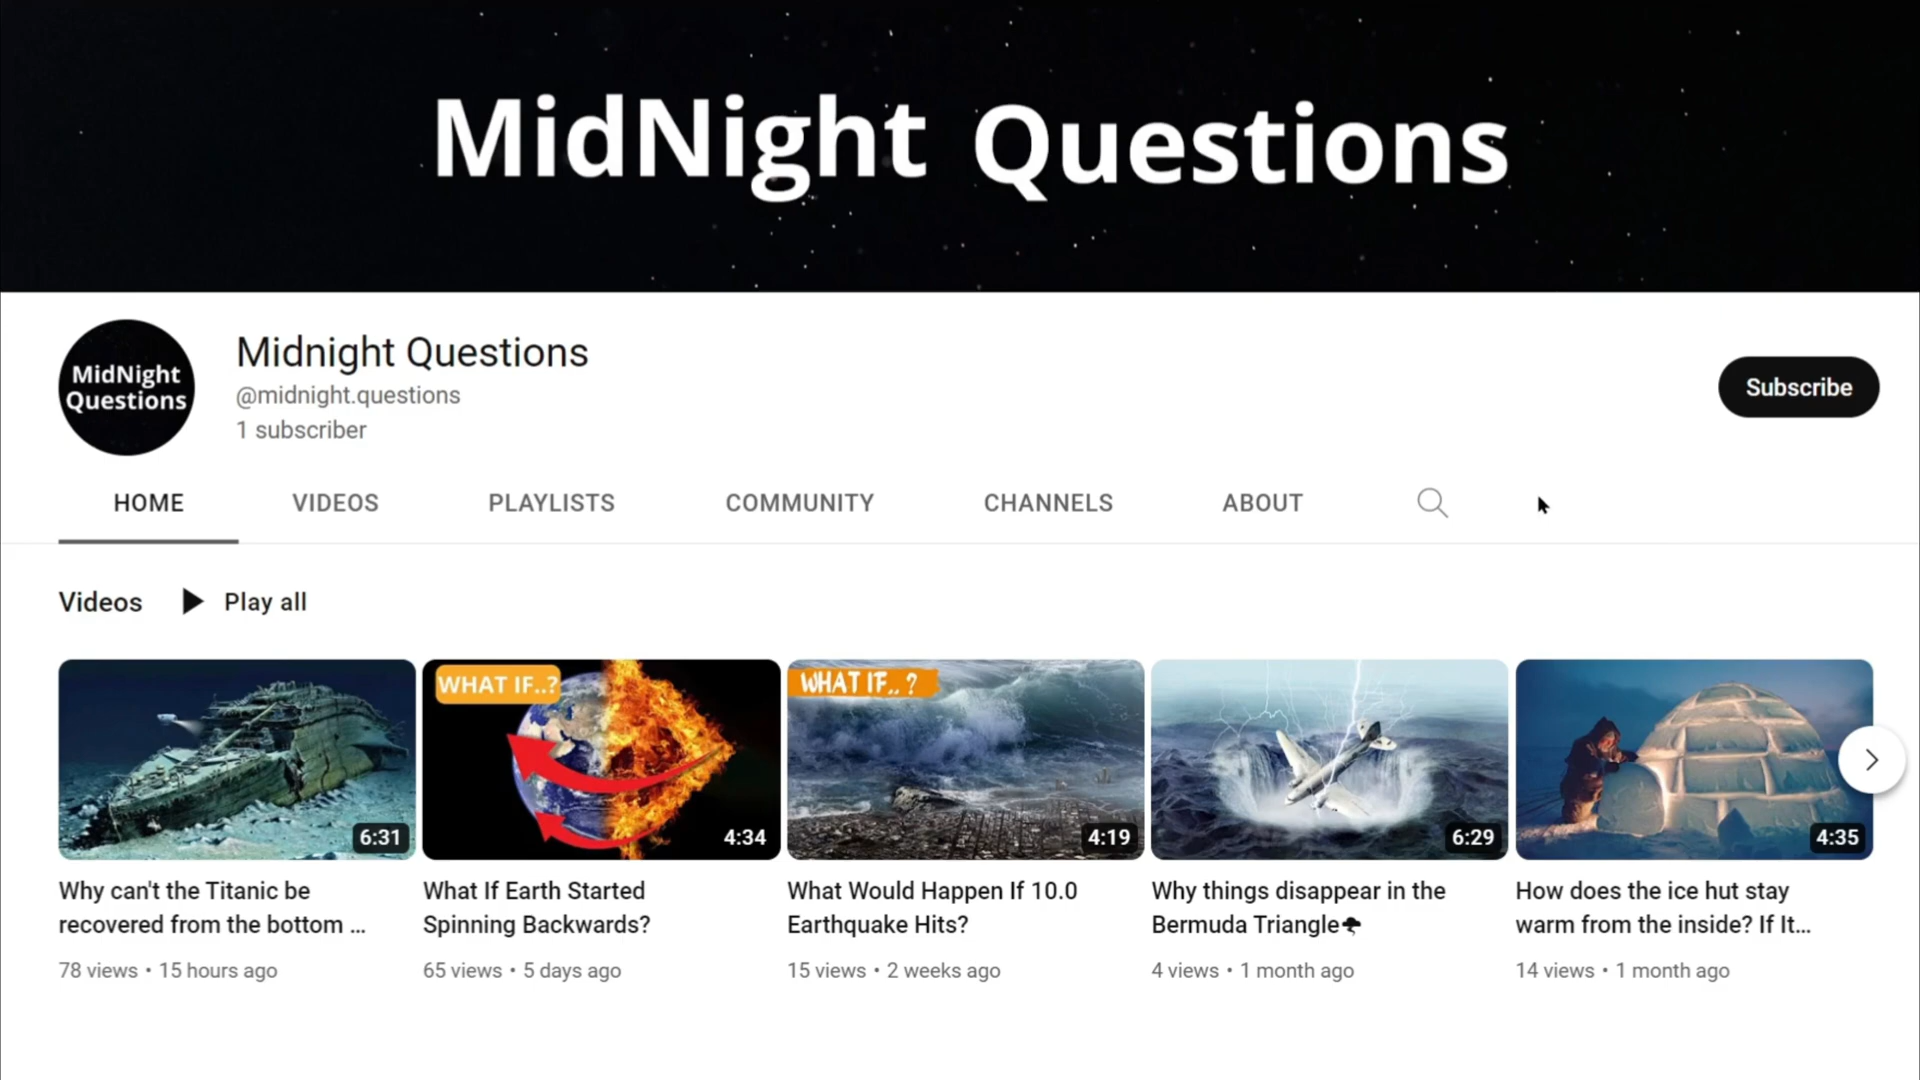 MidNight Questions
MidNight
Questions
Midnight Questions
@midnight.questions
1 subscriber
Subscribe
HOME VIDEOS PLAYLISTS COMMUNITY CHANNELS ABOUT
Videos Play all
WHAT IF..?
WHAT IF.. ?
6:31 4:34 4:19 6:29 4:35
Why can't the Titanic be
recovered from the bottom ...
78 views • 15 hours ago
What If Earth Started
Spinning Backwards?
65 views • 5 days ago
What Would Happen If 10.0
Earthquake Hits?
15 views • 2 weeks ago
Why things disappear in the
Bermuda Triangle🌪
4 views • 1 month ago
How does the ice hut stay
warm from the inside? If It...
14 views • 1 month ago